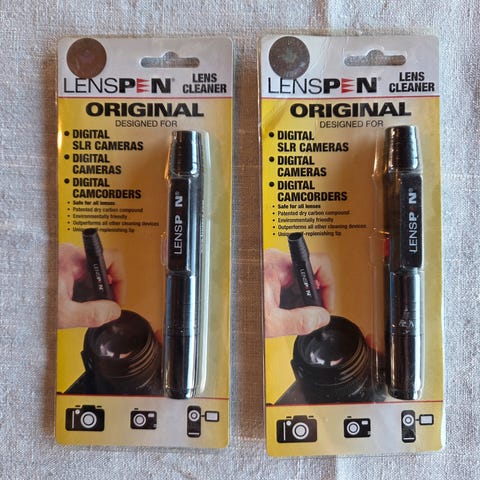 LENSPEN®
LENS
CLEANER
ORIGINAL
DESIGNED FOR
• DIGITAL
SLR CAMERAS
• DIGITAL
CAMERAS
• DIGITAL
CAMCORDERS
• Safe for all lenses
• Patented dry carbon compound
• Environmentally friendly
• Outperforms all other cleaning devices
tip
LENSPEN®
LENSPEN
LENSPEN®
LENS
CLEANER
ORIGINAL
DESIGNED FOR
• DIGITAL
SLR CAMERAS
• DIGITAL
CAMERAS
• DIGITAL
CAMCORDERS
• Safe for all lenses
• Patented dry carbon compound
• Environmentally friendly
• Outperforms all other cleaning devices
-replenishing tip
LENSPEN®
LENSPEN